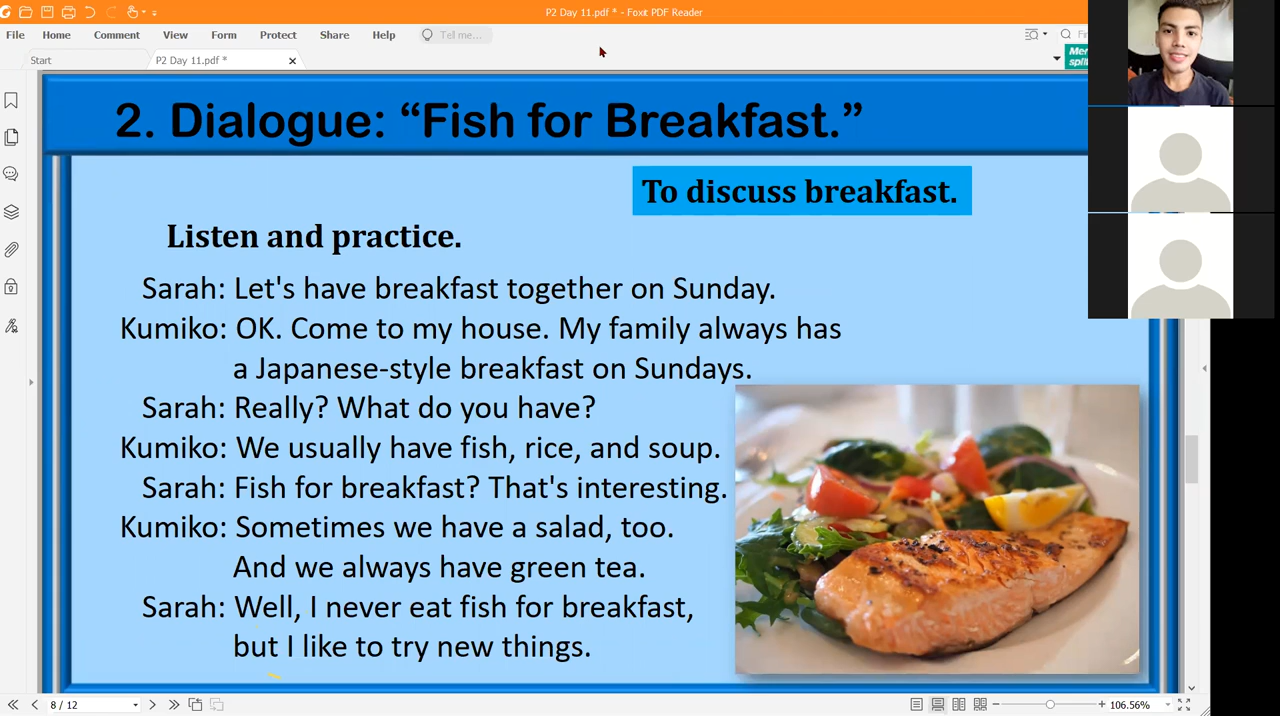 P2 Day 11.pdf * - Foxit PDF Reader
File Home Comment View Form Protect Share Help Tell me...
Start P2 Day 11.pdf *
2. Dialogue: “Fish for Breakfast.”
To discuss breakfast.
Listen and practice.
Sarah: Let's have breakfast together on Sunday.
Kumiko: OK. Come to my house. My family always has
a Japanese-style breakfast on Sundays.
Sarah: Really? What do you have?
Kumiko: We usually have fish, rice, and soup.
Sarah: Fish for breakfast? That's interesting.
Kumiko: Sometimes we have a salad, too.
And we always have green tea.
Sarah: Well, I never eat fish for breakfast,
but I like to try new things.
8 / 12
106.56%